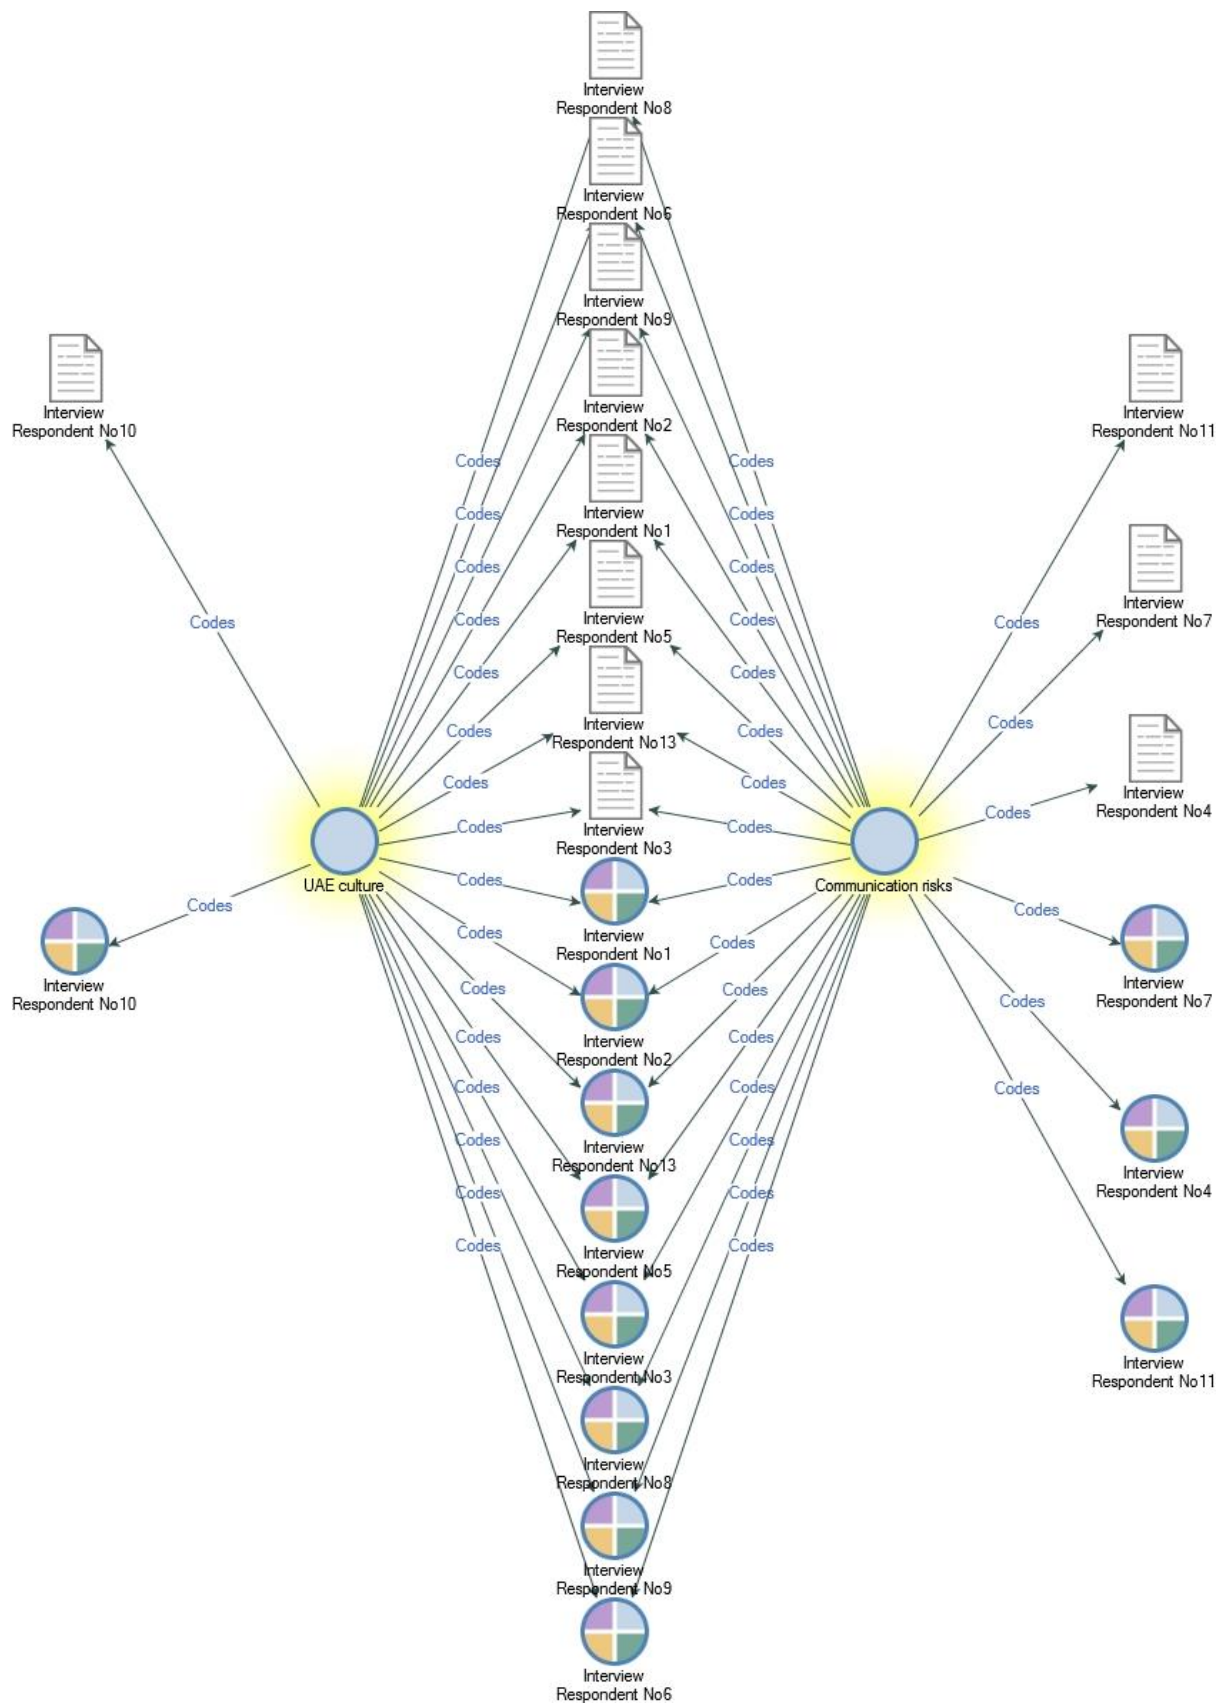 Interview
Respondent No8
Interview
Respondent No6
Interview
Respondent No9
Interview
Respondent No10
Interview
Respondent No2
Interview
Respondent No11
Codes
Codes
Interview
Respondent No1
Codes
Codes
Codes
Codes
Interview
Respondent No7
Codes
Codes
Interview
Respondent No5
Codes
Codes
Codes
Codes
Codes
Codes
Codes
Interview
Respondent No13
Codes
Codes
Interview
Respondent No4
Codes
Codes
Codes
Interview
Respondent No3
UAE culture
Codes
Codes
Communication risks
Codes
Codes
Interview
Respondent No1
Codes
Codes
Interview
Respondent No10
Interview
Respondent No7
Codes
Codes
Codes
Interview
Respondent No2
Codes
Codes
Codes
Codes
Codes
Interview
Respondent No13
Codes
Codes
Interview
Respondent No4
Codes
Codes
Codes
Codes
Interview
Respondent No5
Interview
Respondent No3
Interview
Respondent No11
Interview
Respondent No8
Interview
Respondent No9
Interview
Respondent No6